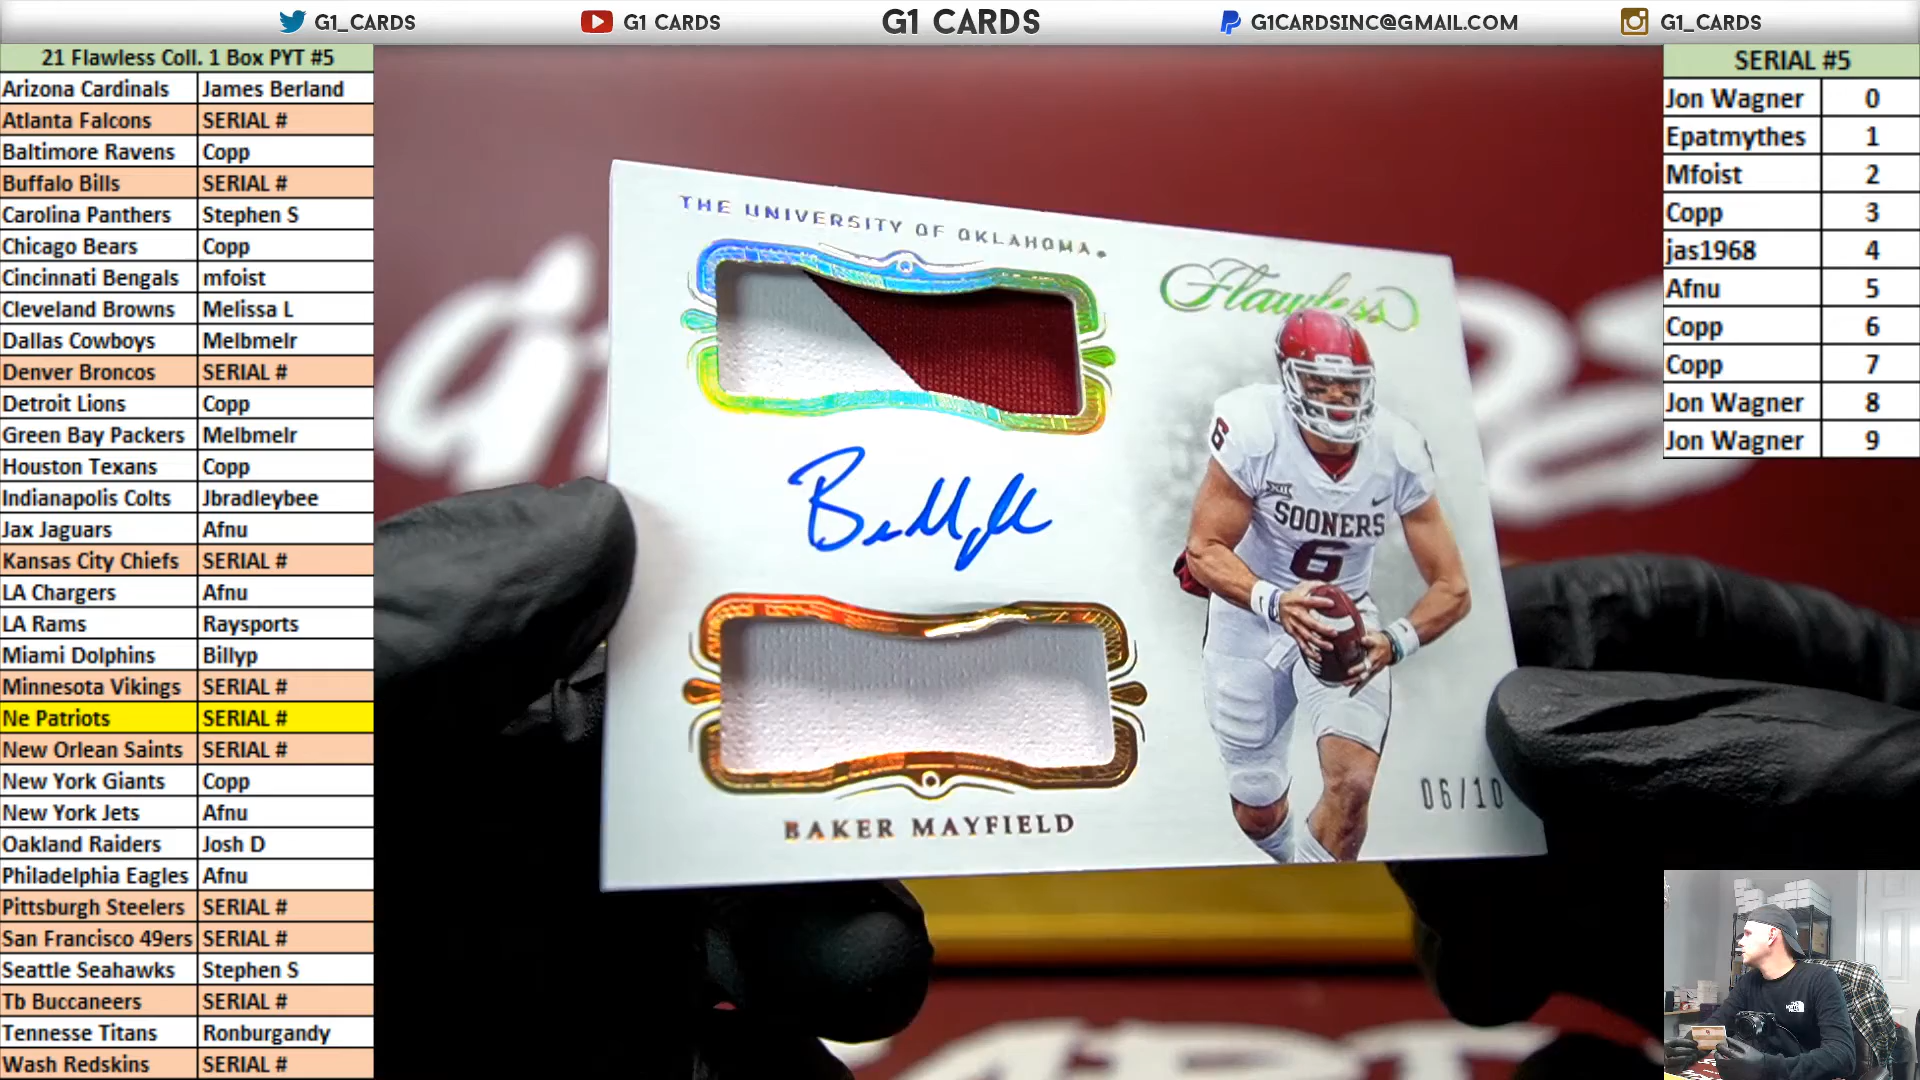 G1_CARDS
G1 CARDS
G1 CARDS
G1CARDSINC@GMAIL.COM
G1_CARDS
21 Flawless Coll. 1 Box PYT #5
Arizona Cardinals James Berland
Atlanta Falcons SERIAL #
Baltimore Ravens Copp
Buffalo Bills SERIAL #
Carolina Panthers Stephen S
Chicago Bears Copp
Cincinnati Bengals mfoist
Cleveland Browns Melissa L
Dallas Cowboys Melbmelr
Denver Broncos SERIAL #
Detroit Lions Copp
Green Bay Packers Melbmelr
Houston Texans Copp
Indianapolis Colts Jbradleybee
Jax Jaguars Afnu
Kansas City Chiefs SERIAL #
LA Chargers Afnu
LA Rams Raysports
Miami Dolphins Billyp
Minnesota Vikings SERIAL #
Ne Patriots SERIAL #
New Orlean Saints SERIAL #
New York Giants Copp
New York Jets Afnu
Oakland Raiders Josh D
Philadelphia Eagles Afnu
Pittsburgh Steelers SERIAL #
San Francisco 49ers SERIAL #
Seattle Seahawks Stephen S
Tb Buccaneers SERIAL #
Tennesse Titans Ronburgandy
Wash Redskins SERIAL #
THE UNIVERSITY OF OKLAHOMA
Flawless
6
SOONERS
6
06/10
BAKER MAYFIELD
SERIAL #5
Jon Wagner 0
Epatmythes 1
Mfoist 2
Copp 3
jas1968 4
Afnu 5
Copp 6
Copp 7
Jon Wagner 8
Jon Wagner 9